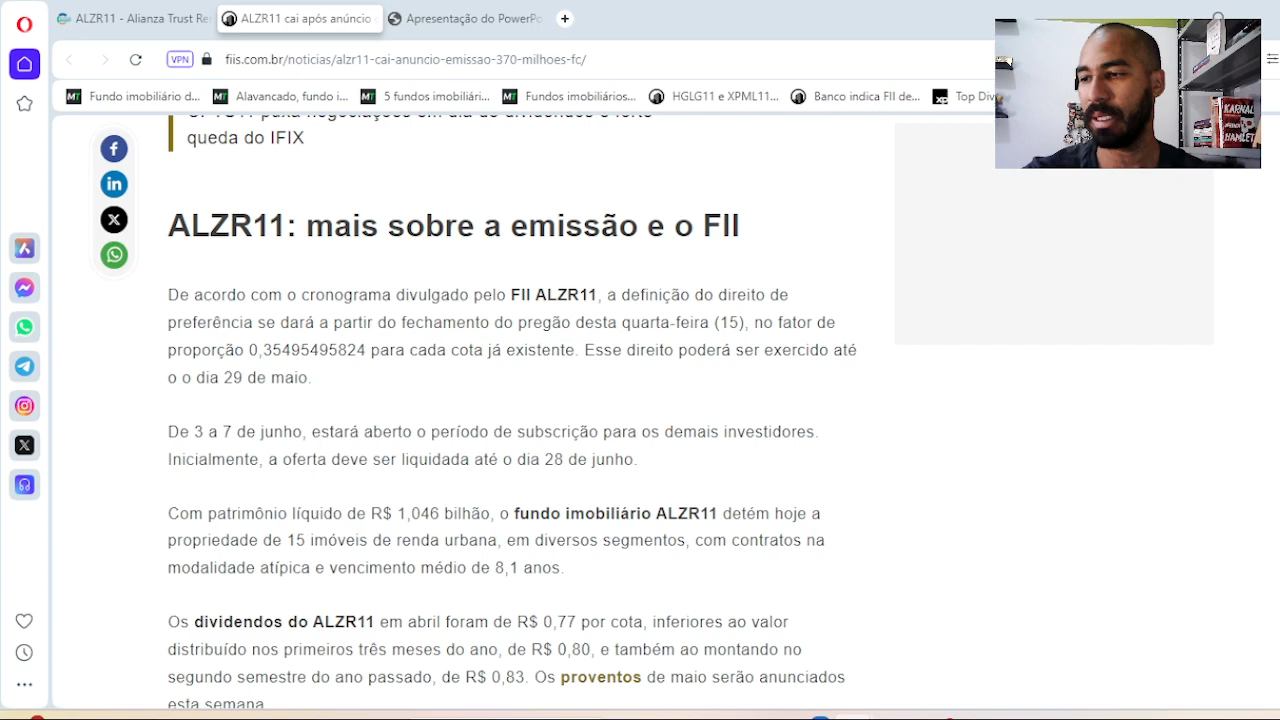 ALZR11 - Alianza Trust Re
ALZR11 cai após anúncio
Apresentação do PowerPo
VPN
fiis.com.br/noticias/alzr11-cai-anuncio-emissao-370-milhoes-fc/
Fundo imobiliário d...
Alavancado, fundo i...
5 fundos imobiliári...
Fundos imobiliários...
HGLG11 e XPML11...
Banco indica FII de...
Top Div
KARNAL
HAMLET
queda do IFIX
ALZR11: mais sobre a emissão e o FII
De acordo com o cronograma divulgado pelo FII ALZR11, a definição do direito de
preferência se dará a partir do fechamento do pregão desta quarta-feira (15), no fator de
proporção 0,35495495824 para cada cota já existente. Esse direito poderá ser exercido até
o o dia 29 de maio.
De 3 a 7 de junho, estará aberto o período de subscrição para os demais investidores.
Inicialmente, a oferta deve ser liquidada até o dia 28 de junho.
Com patrimônio líquido de R$ 1,046 bilhão, o fundo imobiliário ALZR11 detém hoje a
propriedade de 15 imóveis de renda urbana, em diversos segmentos, com contratos na
modalidade atípica e vencimento médio de 8,1 anos.
Os dividendos do ALZR11 em abril foram de R$ 0,77 por cota, inferiores ao valor
distribuído nos primeiros três meses do ano, de R$ 0,80, e também ao montando no
segundo semestre do ano passado, de R$ 0,83. Os proventos de maio serão anunciados
esta semana